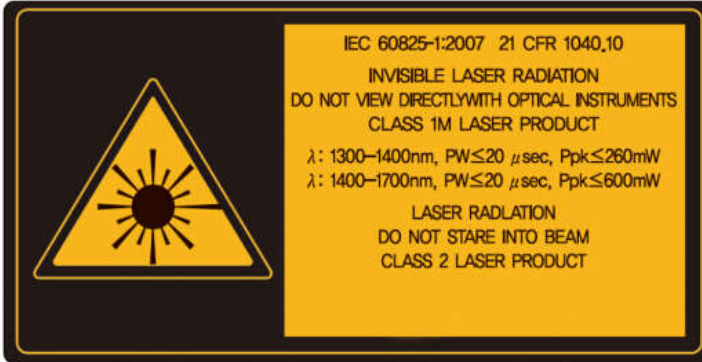 IEC 60825-1:2007 21 CFR 1040.10
INVISIBLE LASER RADIATION
DO NOT VIEW DIRECTLYWITH OPTICAL INSTRUMENTS
CLASS 1M LASER PRODUCT
λ: 1300-1400nm, PW≤20 μsec, Ppk≤260mW
λ: 1400-1700nm, PW≤20 μsec, Ppk≤600mW
LASER RADLATION
DO NOT STARE INTO BEAM
CLASS 2 LASER PRODUCT